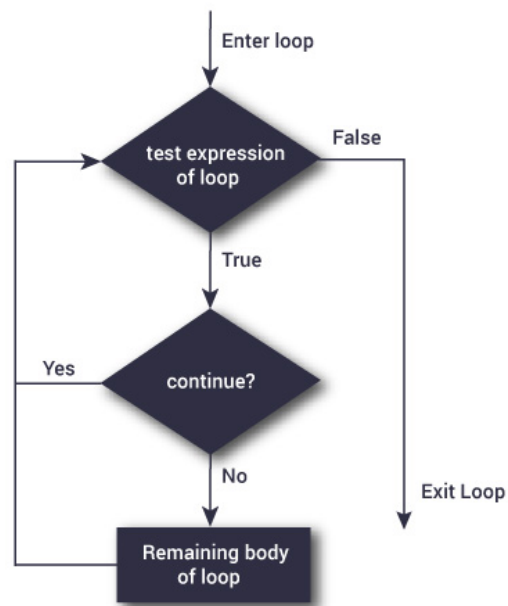 Enter loop
test expression
of loop
False
True
continue?
Yes
No
Exit Loop
Remaining body
of loop